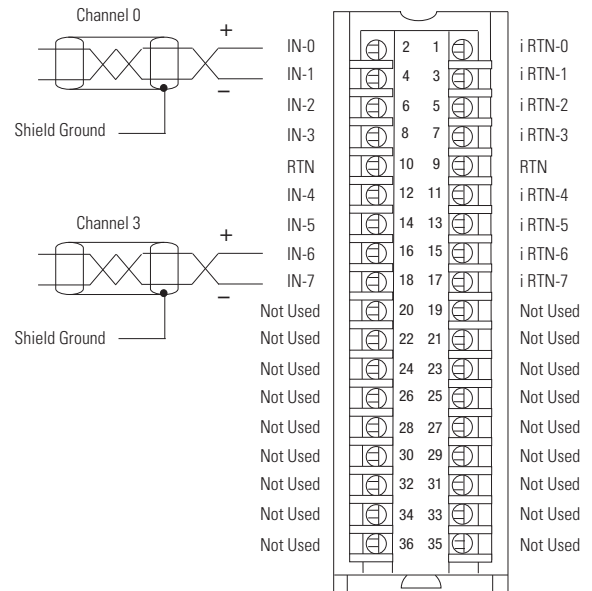 Channel 0
+
–
Shield Ground
Channel 3
+
–
Shield Ground
IN-0 2 1 i RTN-0
IN-1 4 3 i RTN-1
IN-2 6 5 i RTN-2
IN-3 8 7 i RTN-3
RTN 10 9 RTN
IN-4 12 11 i RTN-4
IN-5 14 13 i RTN-5
IN-6 16 15 i RTN-6
IN-7 18 17 i RTN-7
Not Used 20 19 Not Used
Not Used 22 21 Not Used
Not Used 24 23 Not Used
Not Used 26 25 Not Used
Not Used 28 27 Not Used
Not Used 30 29 Not Used
Not Used 32 31 Not Used
Not Used 34 33 Not Used
Not Used 36 35 Not Used